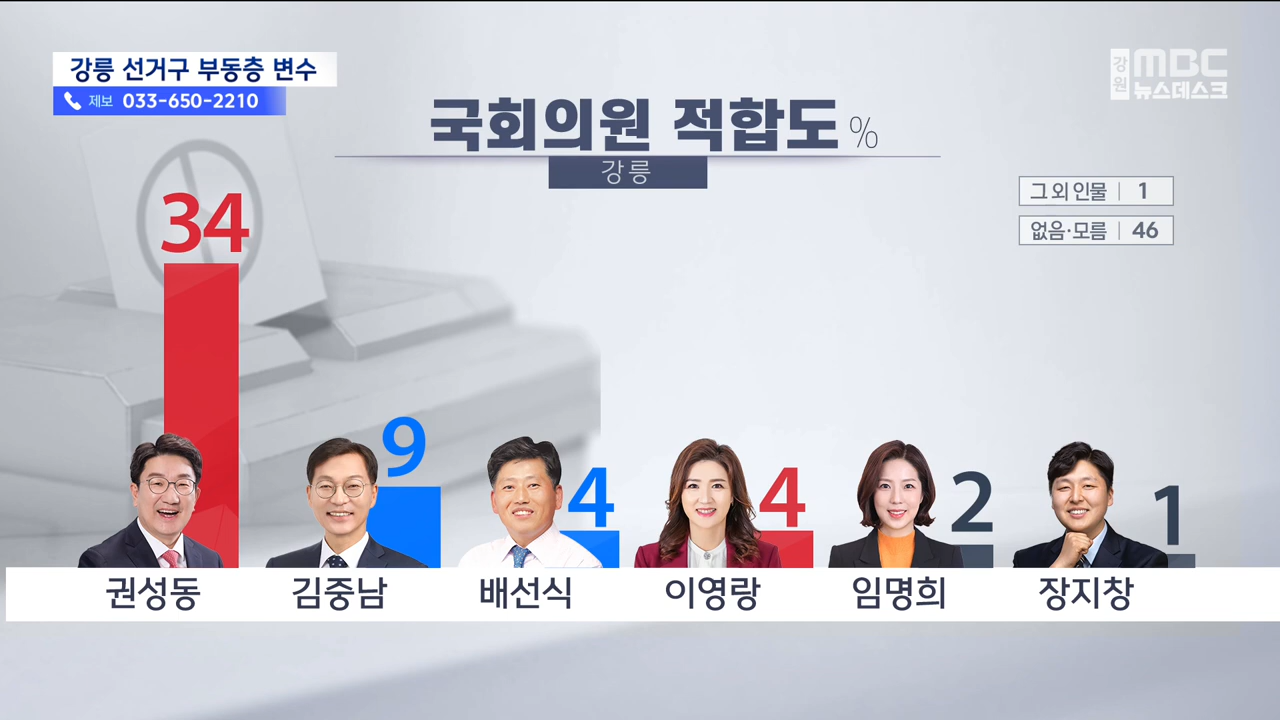 강릉 선거구 부동층 변수
제보 033-650-2210
강원 MBC
뉴스데스크
국회의원 적합도 %
강릉
그 외 인물 | 1
없음·모름 | 46
34
9
4
4
2
1
권성동
김중남
배선식
이영랑
임명희
장지창